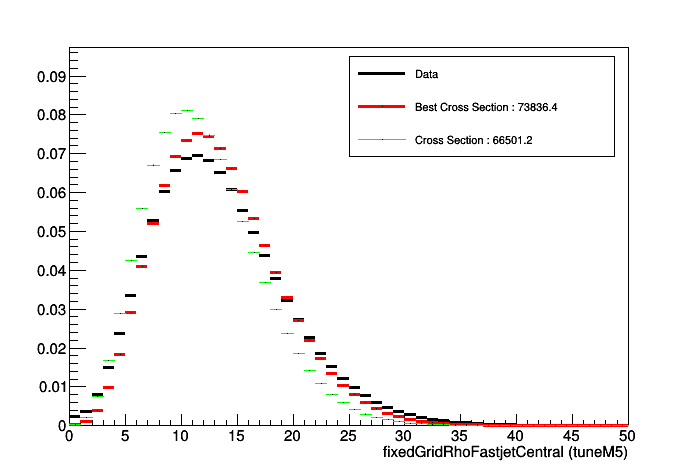 0.09
0.08
0.07
0.06
0.05
0.04
0.03
0.02
0.01
0
Data
Best Cross Section : 73836.4
Cross Section : 66501.2
0 5 10 15 20 25 30 35 40 45 50
fixedGridRhoFastjetCentral (tuneM5)